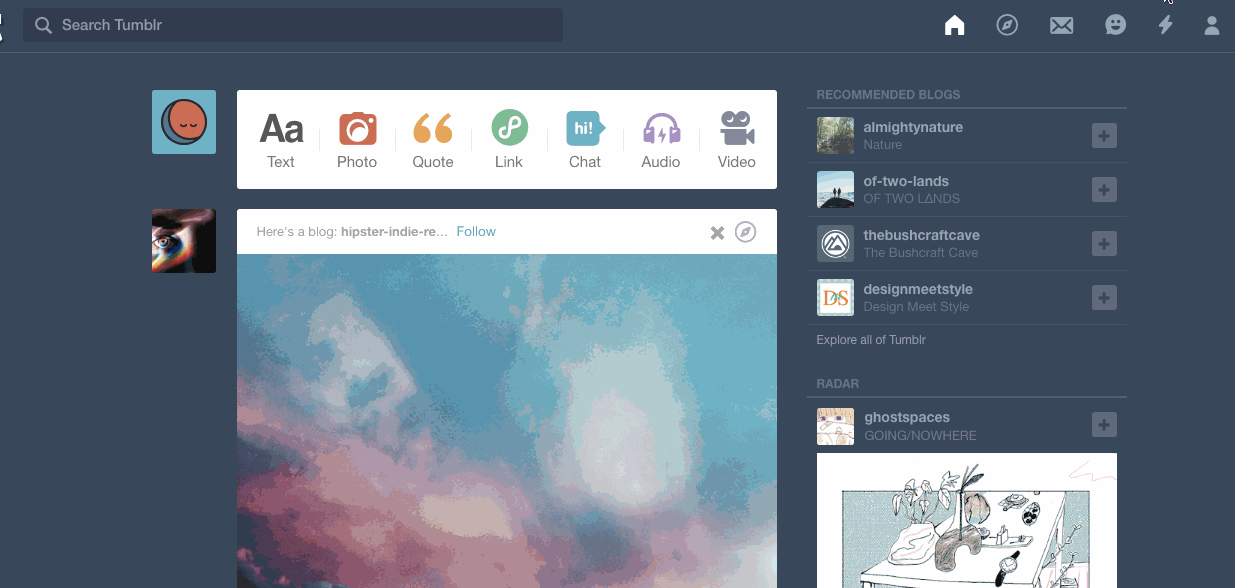 Search Tumblr
Aa
Text
Photo
Quote
Link
hi!
Chat
Audio
Video
Here's a blog: hipster-indie-re... Follow
RECOMMENDED BLOGS
almightynature
Nature
of-two-lands
OF TWO LΔNDS
thebushcraftcave
The Bushcraft Cave
DS
designmeetstyle
Design Meet Style
Explore all of Tumblr
RADAR
ghostspaces
GOING/NOWHERE